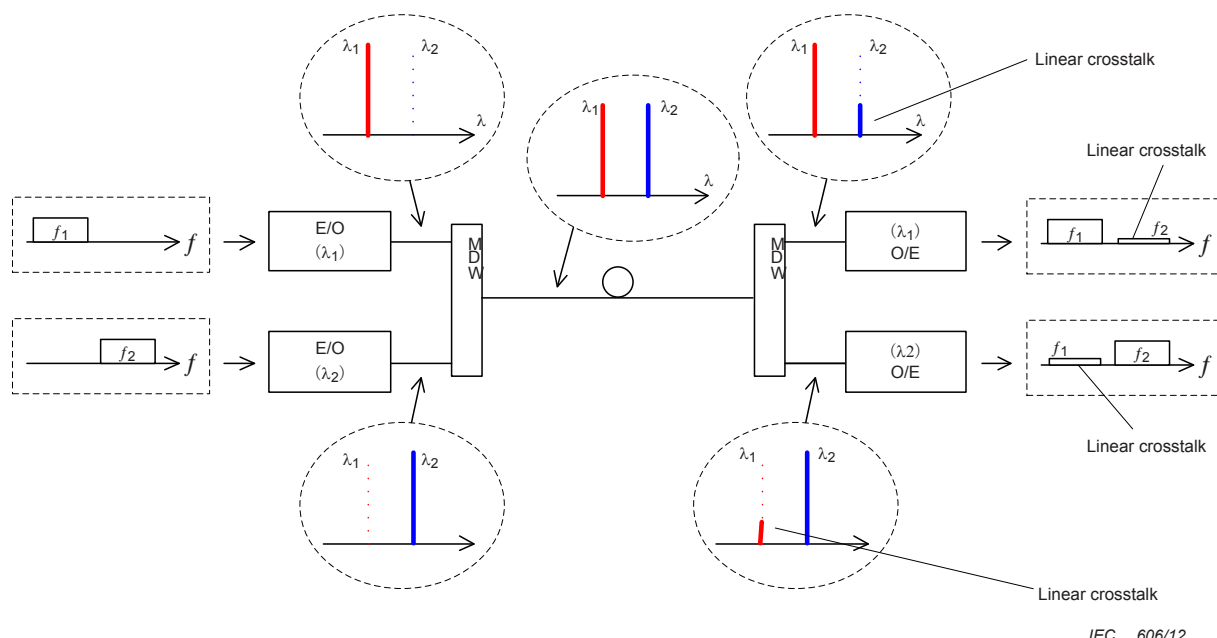 λ1 λ2
λ
λ1 λ2
λ
λ1 λ2
λ
Linear crosstalk
Linear crosstalk
f1 f
E/O
(λ1)
M
D
W
M
D
W
(λ1)
O/E
f1 f2 f
f2 f
E/O
(λ2)
(λ2)
O/E
f1 f2 f
Linear crosstalk
λ1 λ2
λ1 λ2
Linear crosstalk
IEC 606/12